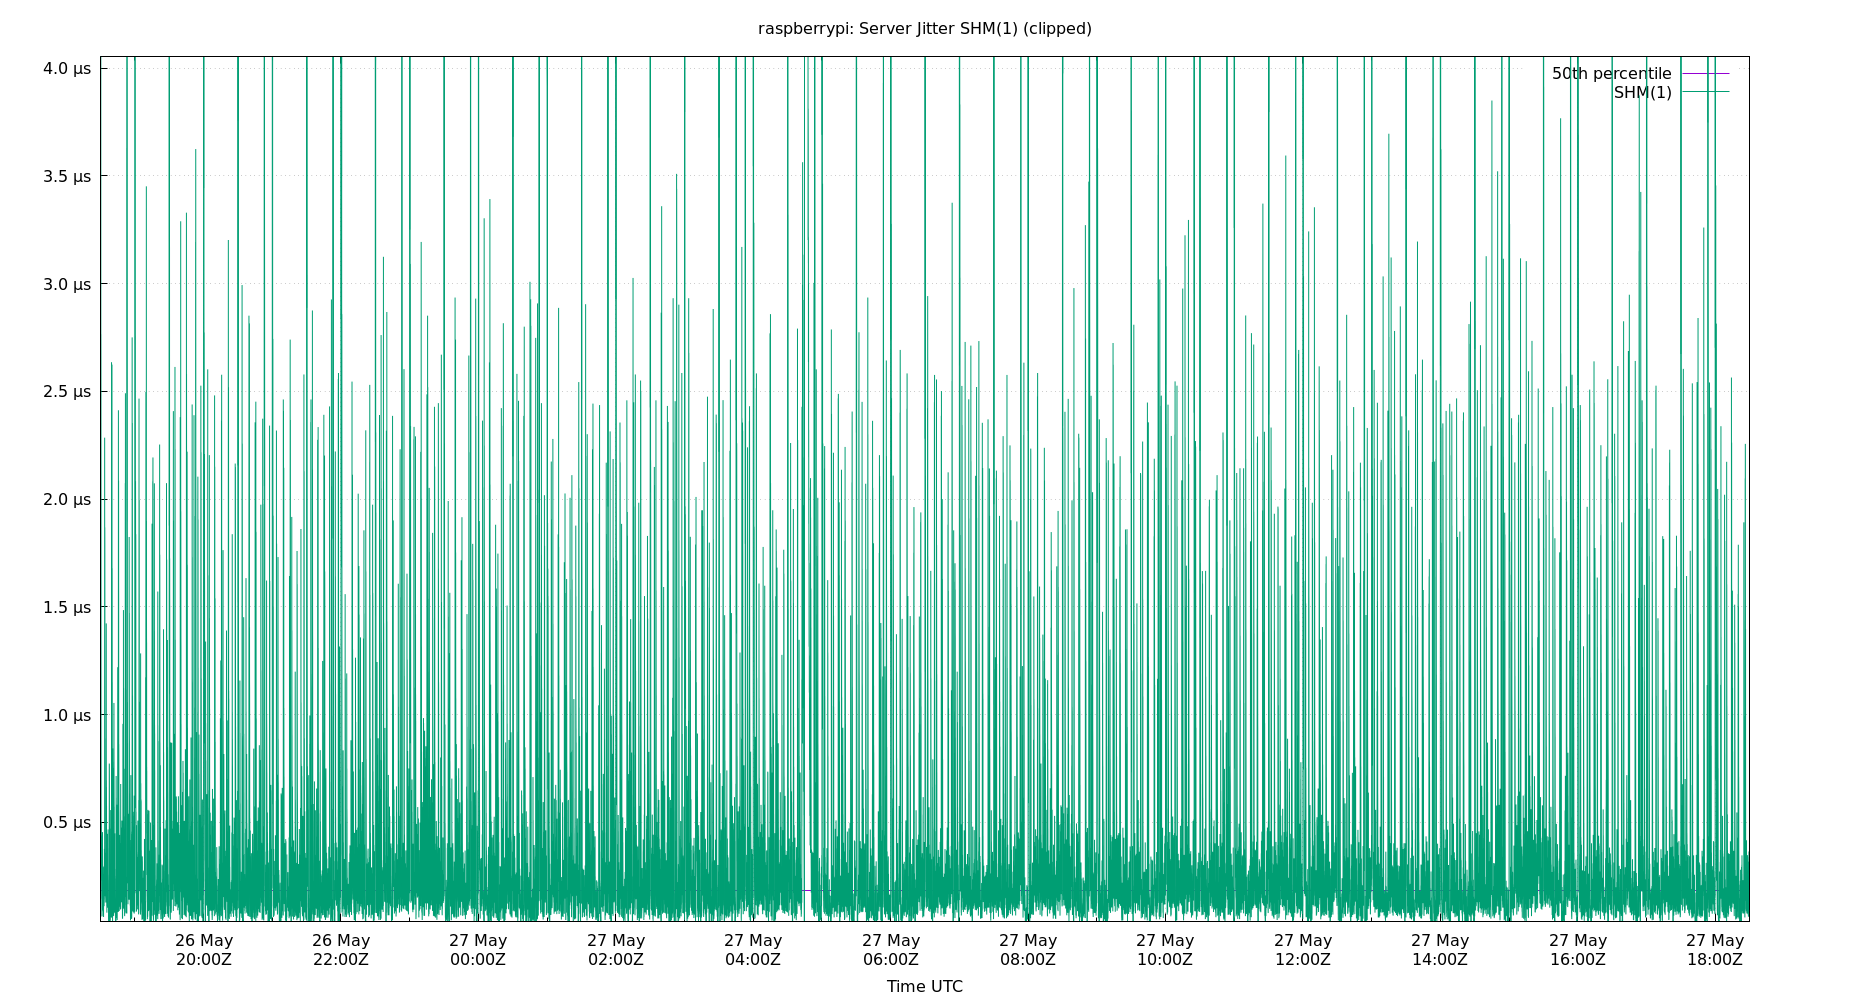 raspberrypi: Server Jitter SHM(1) (clipped)
4.0 µs
3.5 µs
3.0 µs
2.5 µs
2.0 µs
1.5 µs
1.0 µs
0.5 µs
50th percentile
SHM(1)
26 May 26 May 27 May 27 May 27 May 27 May 27 May 27 May 27 May 27 May 27 May 27 May
20:00Z 22:00Z 00:00Z 02:00Z 04:00Z 06:00Z 08:00Z 10:00Z 12:00Z 14:00Z 16:00Z 18:00Z
Time UTC